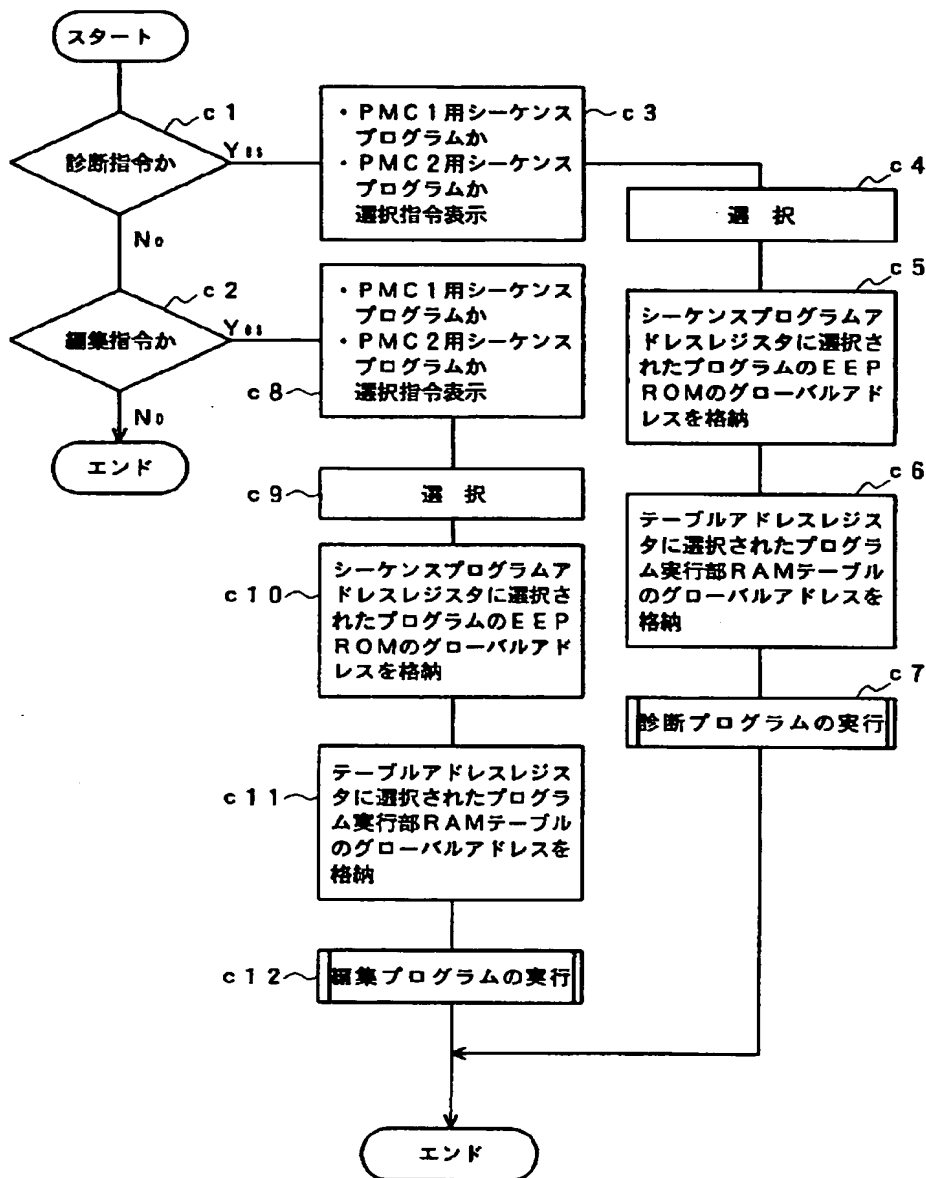 スタート
c1
診断指令か
Yes
No
c2
編集指令か
Yes
No
エンド
・PMC1用シーケンス
プログラムか
・PMC2用シーケンス
プログラムか
選択指令表示
c3
c4
選 択
c5
シーケンスプログラムア
ドレスレジスタに選択さ
れたプログラムのEEP
ROMのグローバルアド
レスを格納
c6
テーブルアドレスレジス
タに選択されたプログラ
ム実行部RAMテーブル
のグローバルアドレスを
格納
c7
診断プログラムの実行
・PMC1用シーケンス
プログラムか
・PMC2用シーケンス
プログラムか
選択指令表示
c8
c9
選 択
c10
シーケンスプログラムア
ドレスレジスタに選択さ
れたプログラムのEEP
ROMのグローバルアド
レスを格納
c11
テーブルアドレスレジス
タに選択されたプログラ
ム実行部RAMテーブル
のグローバルアドレスを
格納
c12
編集プログラムの実行
エンド